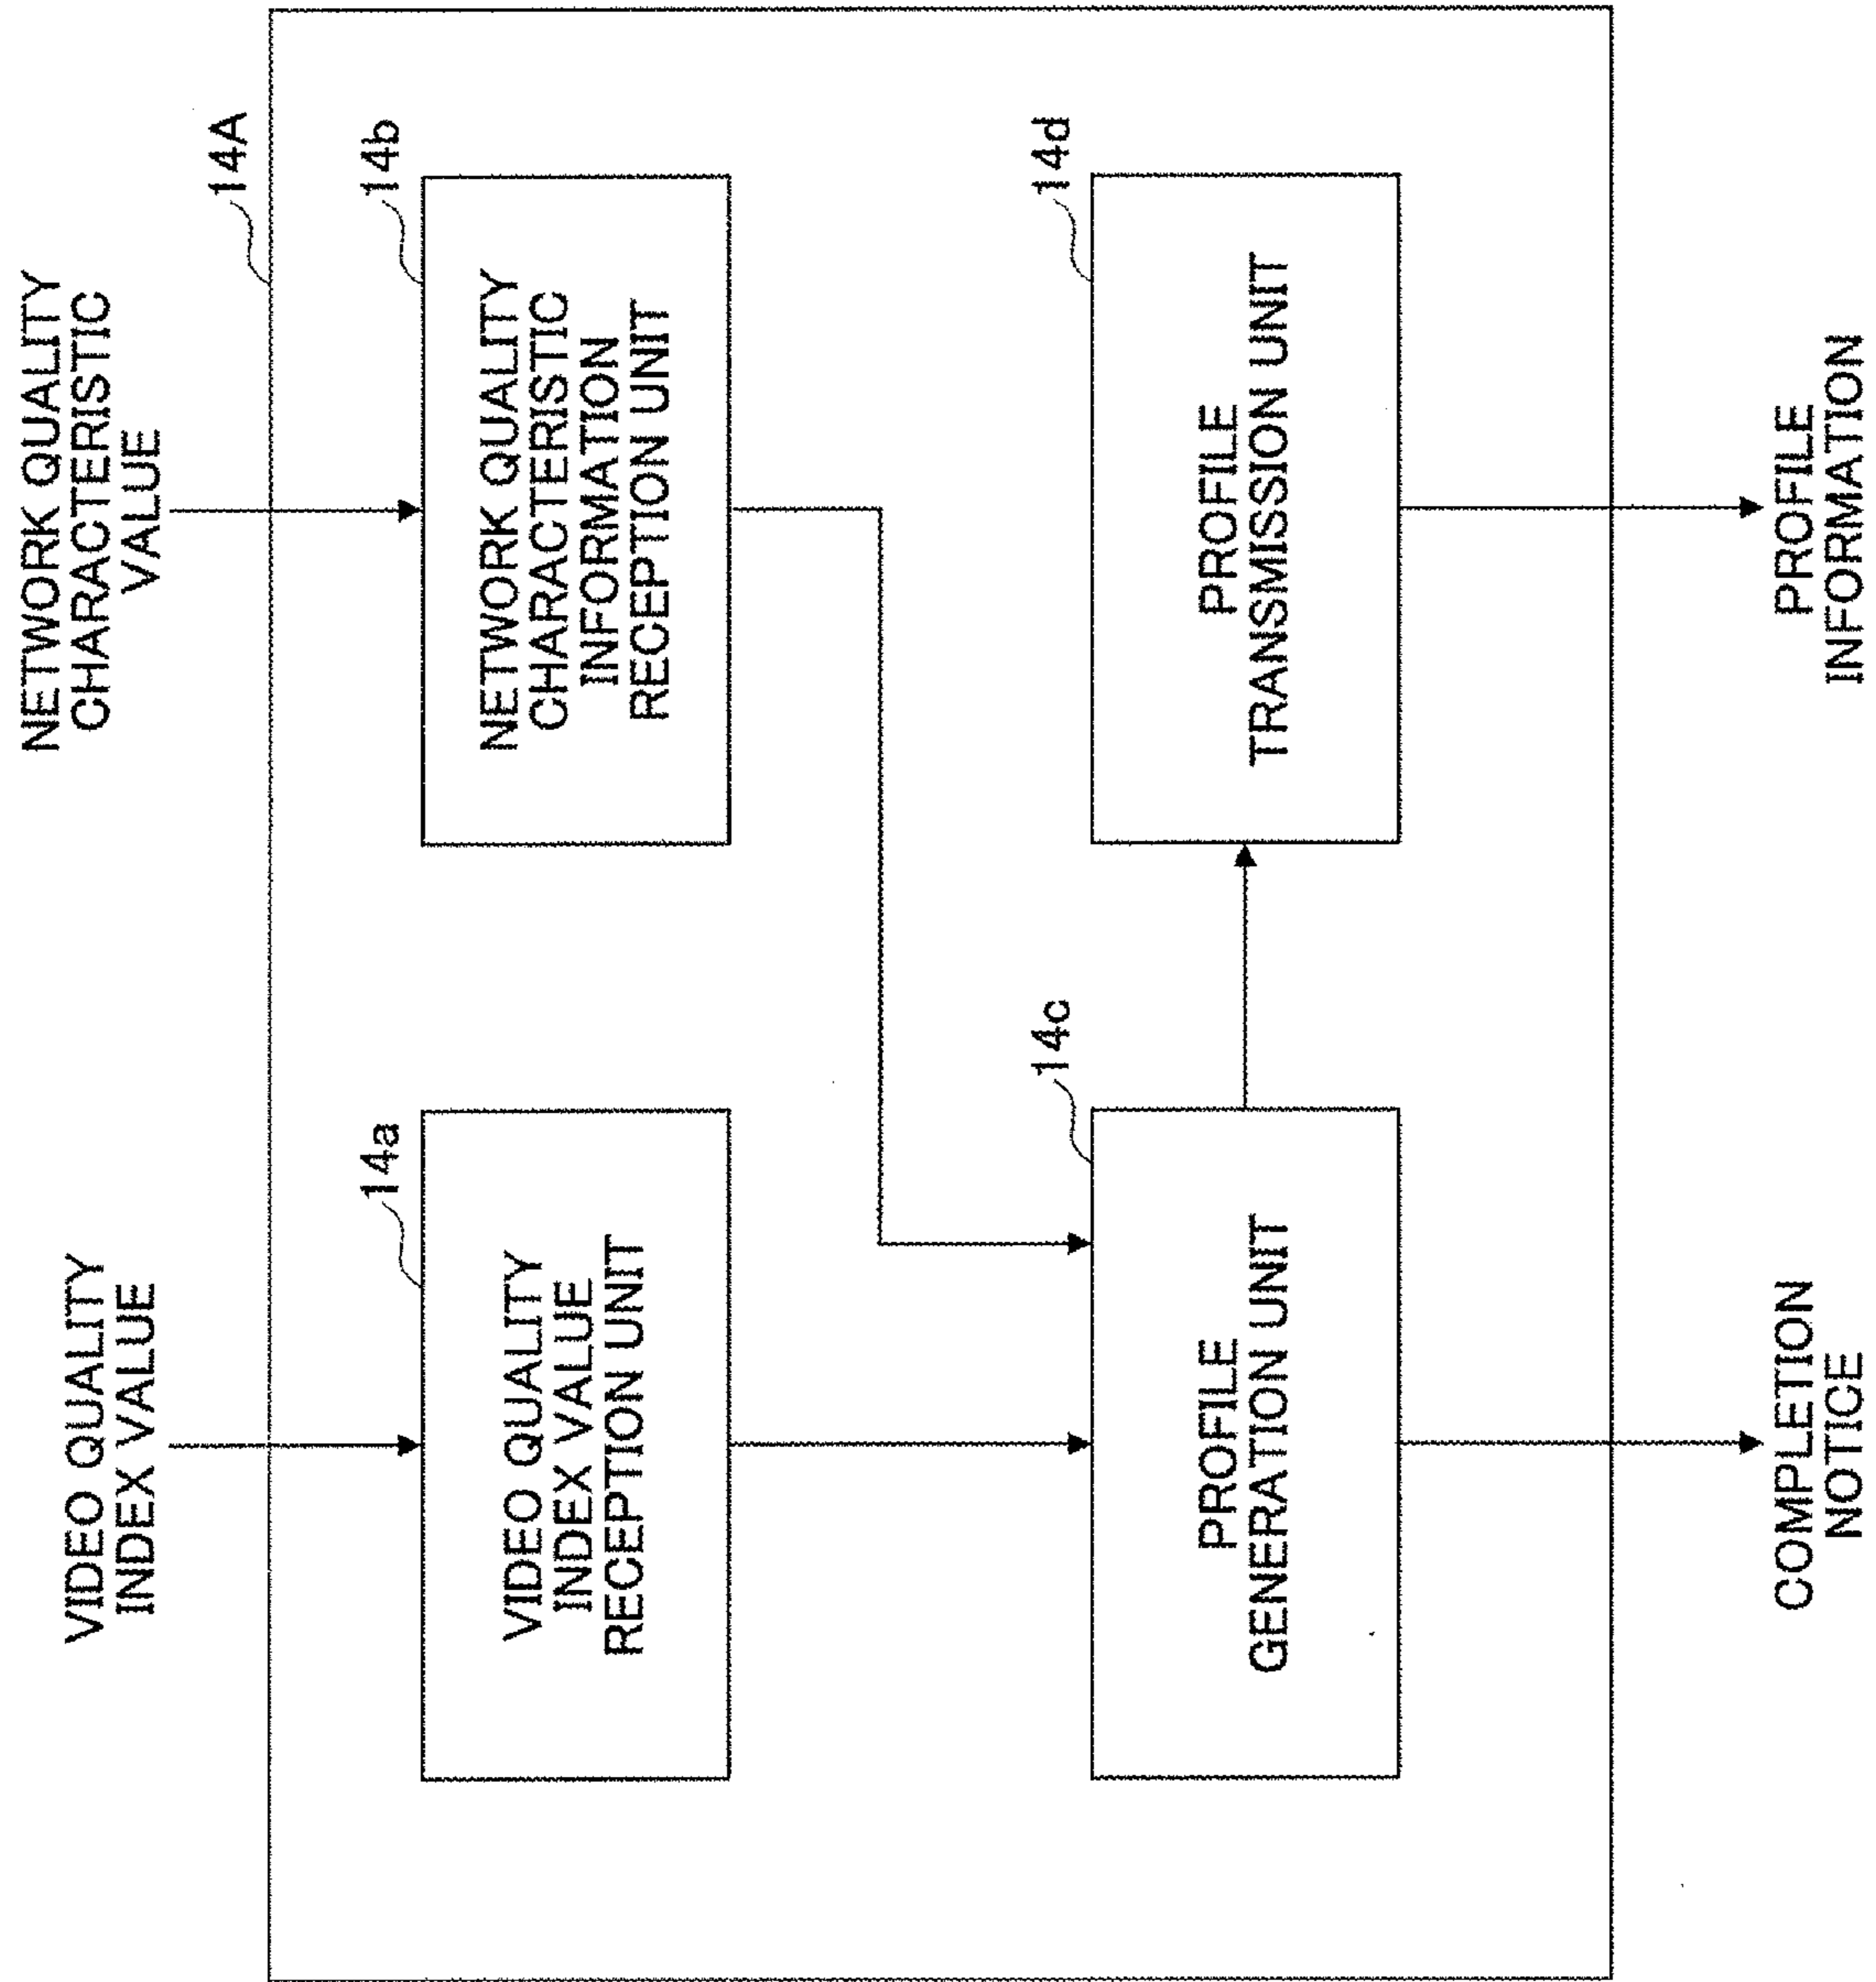 VIDEO QUALITY
INDEX VALUE
NETWORK QUALITY
CHARACTERISTIC
VALUE
14A
14a
VIDEO QUALITY
INDEX VALUE
RECEPTION UNIT
14b
NETWORK QUALITY
CHARACTERISTIC
INFORMATION
RECEPTION UNIT
14c
PROFILE
GENERATION UNIT
14d
PROFILE
TRANSMISSION UNIT
COMPLETION
NOTICE
PROFILE
INFORMATION